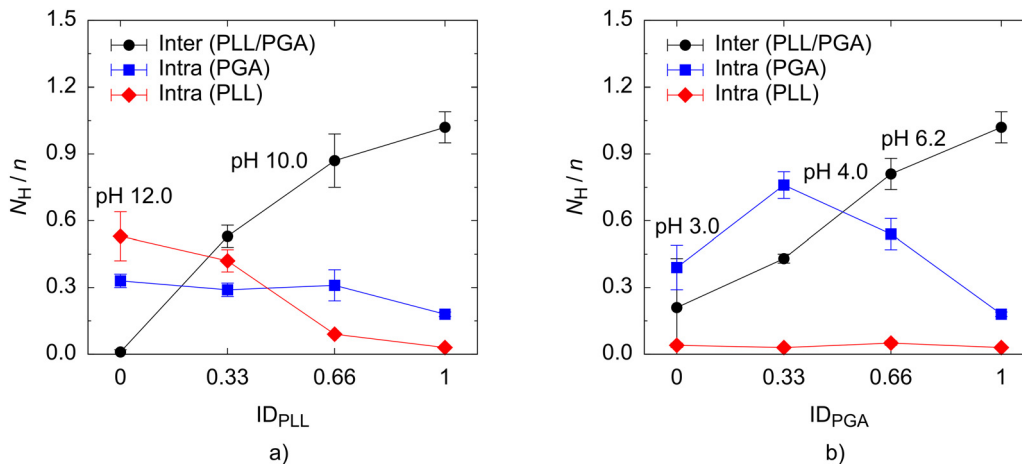 1.5
1.2
0.9
0.6
0.3
0.0
N_H / n
Inter (PLL/PGA)
Intra (PGA)
Intra (PLL)
pH 10.0
pH 12.0
0 0.33 0.66 1
ID_PLL
a)
1.5
1.2
0.9
0.6
0.3
0.0
N_H / n
Inter (PLL/PGA)
Intra (PGA)
Intra (PLL)
pH 6.2
pH 4.0
pH 3.0
0 0.33 0.66 1
ID_PGA
b)